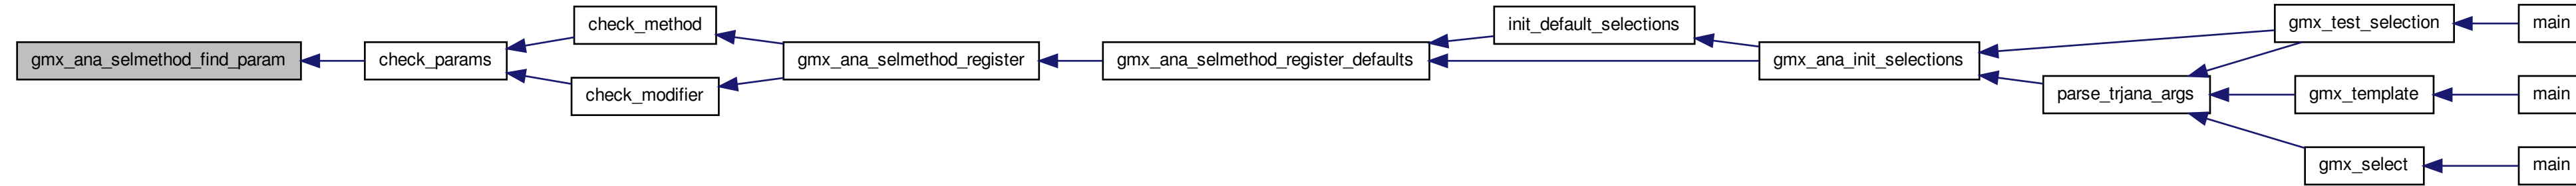 gmx_ana_selmethod_find_param
check_params
check_method
check_modifier
gmx_ana_selmethod_register
gmx_ana_selmethod_register_defaults
init_default_selections
gmx_ana_init_selections
gmx_test_selection
parse_trjana_args
gmx_template
gmx_select
main
main
main